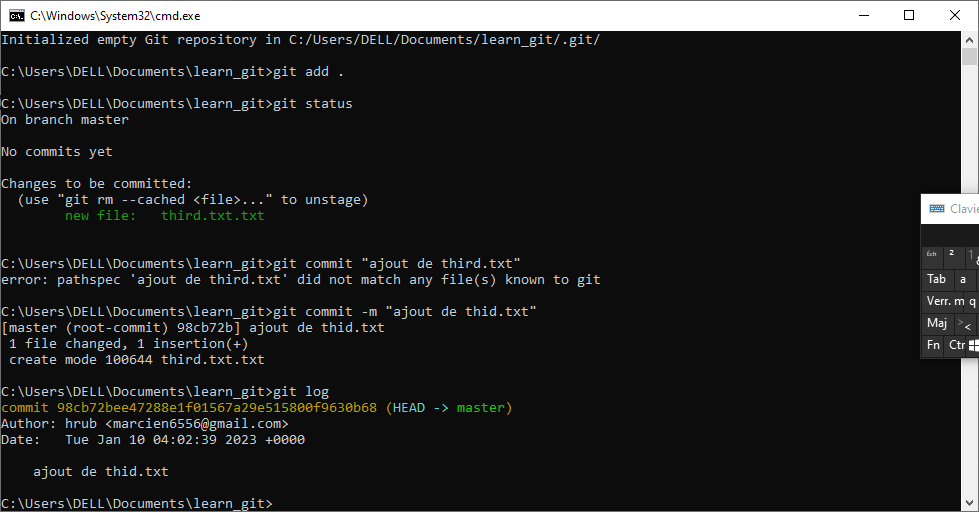 C:\Windows\System32\cmd.exe
Initialized empty Git repository in C:/Users/DELL/Documents/learn_git/.git/
C:\Users\DELL\Documents\learn_git>git add .
C:\Users\DELL\Documents\learn_git>git status
On branch master
No commits yet
Changes to be committed:
  (use "git rm --cached <file>..." to unstage)
        new file:   third.txt.txt
C:\Users\DELL\Documents\learn_git>git commit "ajout de third.txt"
error: pathspec 'ajout de third.txt' did not match any file(s) known to git
C:\Users\DELL\Documents\learn_git>git commit -m "ajout de thid.txt"
[master (root-commit) 98cb72b] ajout de thid.txt
 1 file changed, 1 insertion(+)
 create mode 100644 third.txt.txt
C:\Users\DELL\Documents\learn_git>git log
commit 98cb72bee47288e1f01567a29e515800f9630b68 (HEAD -> master)
Author: hrub <marcien6556@gmail.com>
Date:   Tue Jan 10 04:02:39 2023 +0000
    ajout de thid.txt
C:\Users\DELL\Documents\learn_git>
Clavie
Éch ² 1
Tab a
Verr. m q
Maj > <
Fn Ctr